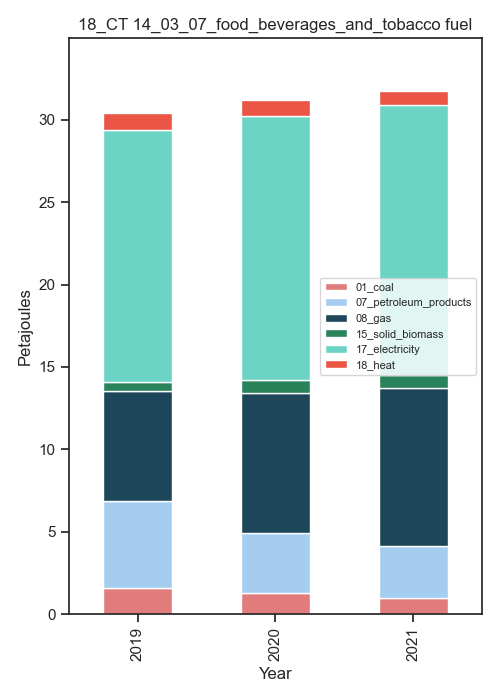 18_CT 14_03_07_food_beverages_and_tobacco fuel
Petajoules
30
25
20
15
10
5
0
01_coal
07_petroleum_products
08_gas
15_solid_biomass
17_electricity
18_heat
2019
2020
2021
Year